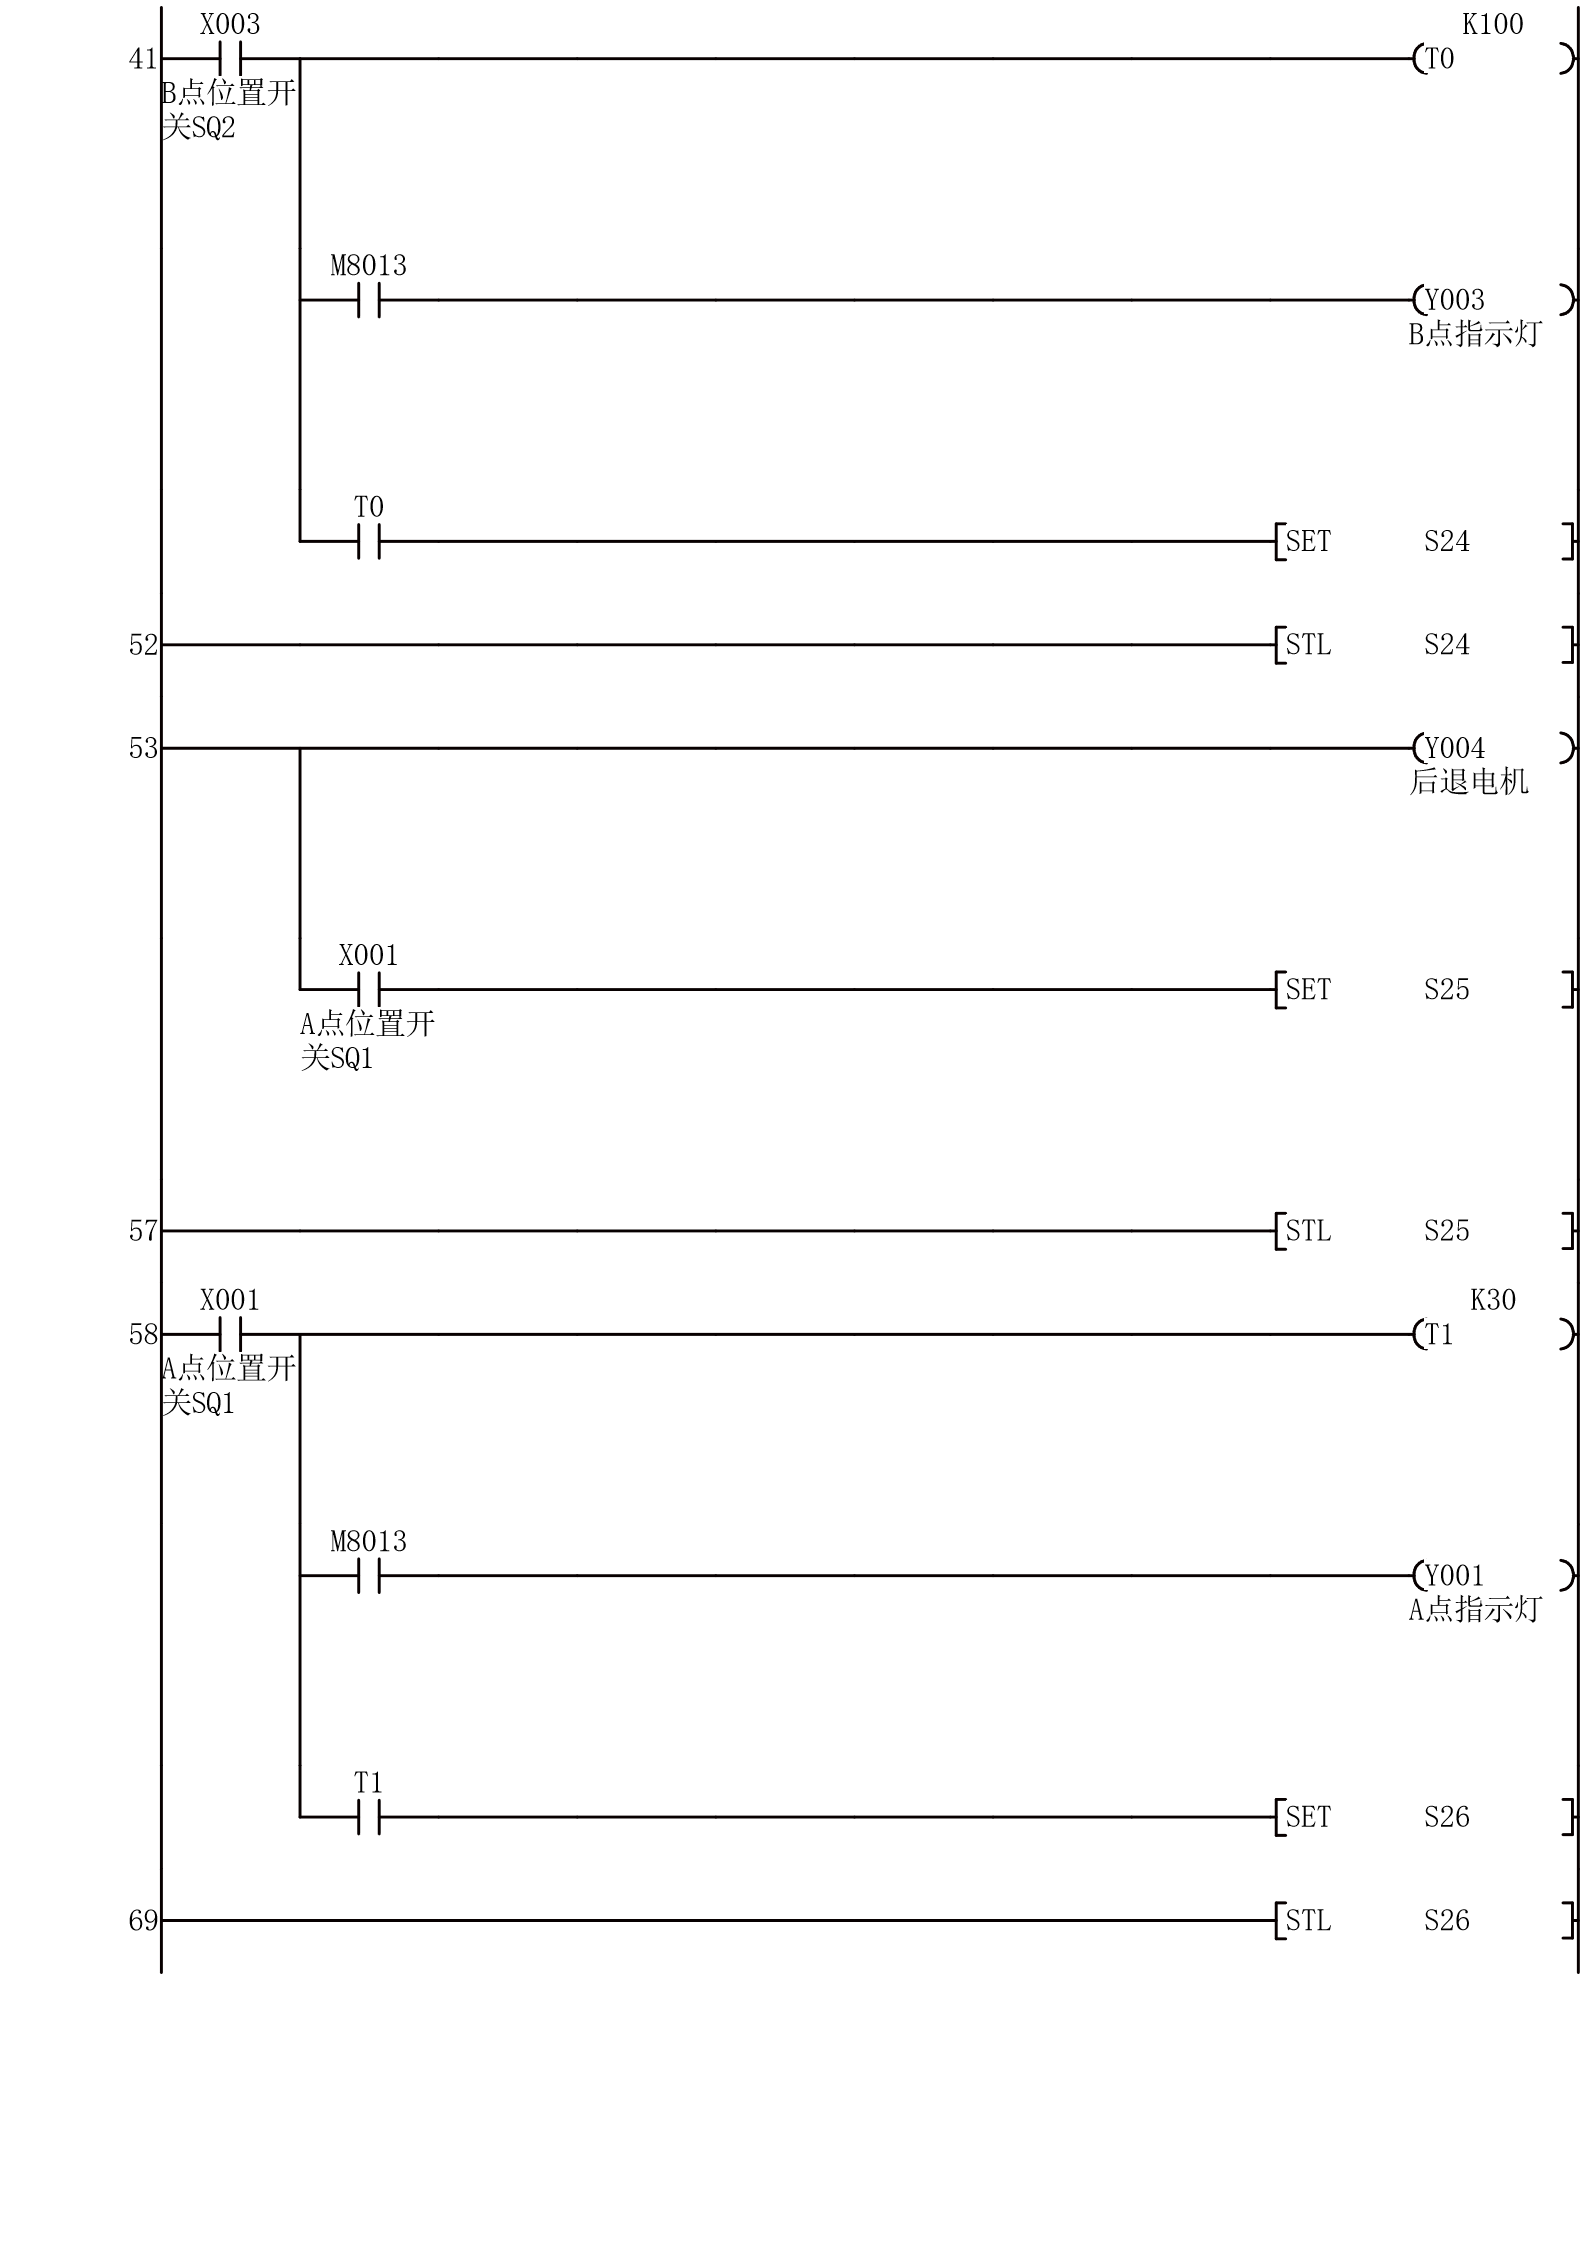 X003
K100
41
T0
B点位置开
关SQ2
M8013
Y003
B点指示灯
T0
SET S24
52
STL S24
53
Y004
后退电机
X001
SET S25
A点位置开
关SQ1
57
STL S25
X001
K30
58
T1
A点位置开
关SQ1
M8013
Y001
A点指示灯
T1
SET S26
69
STL S26